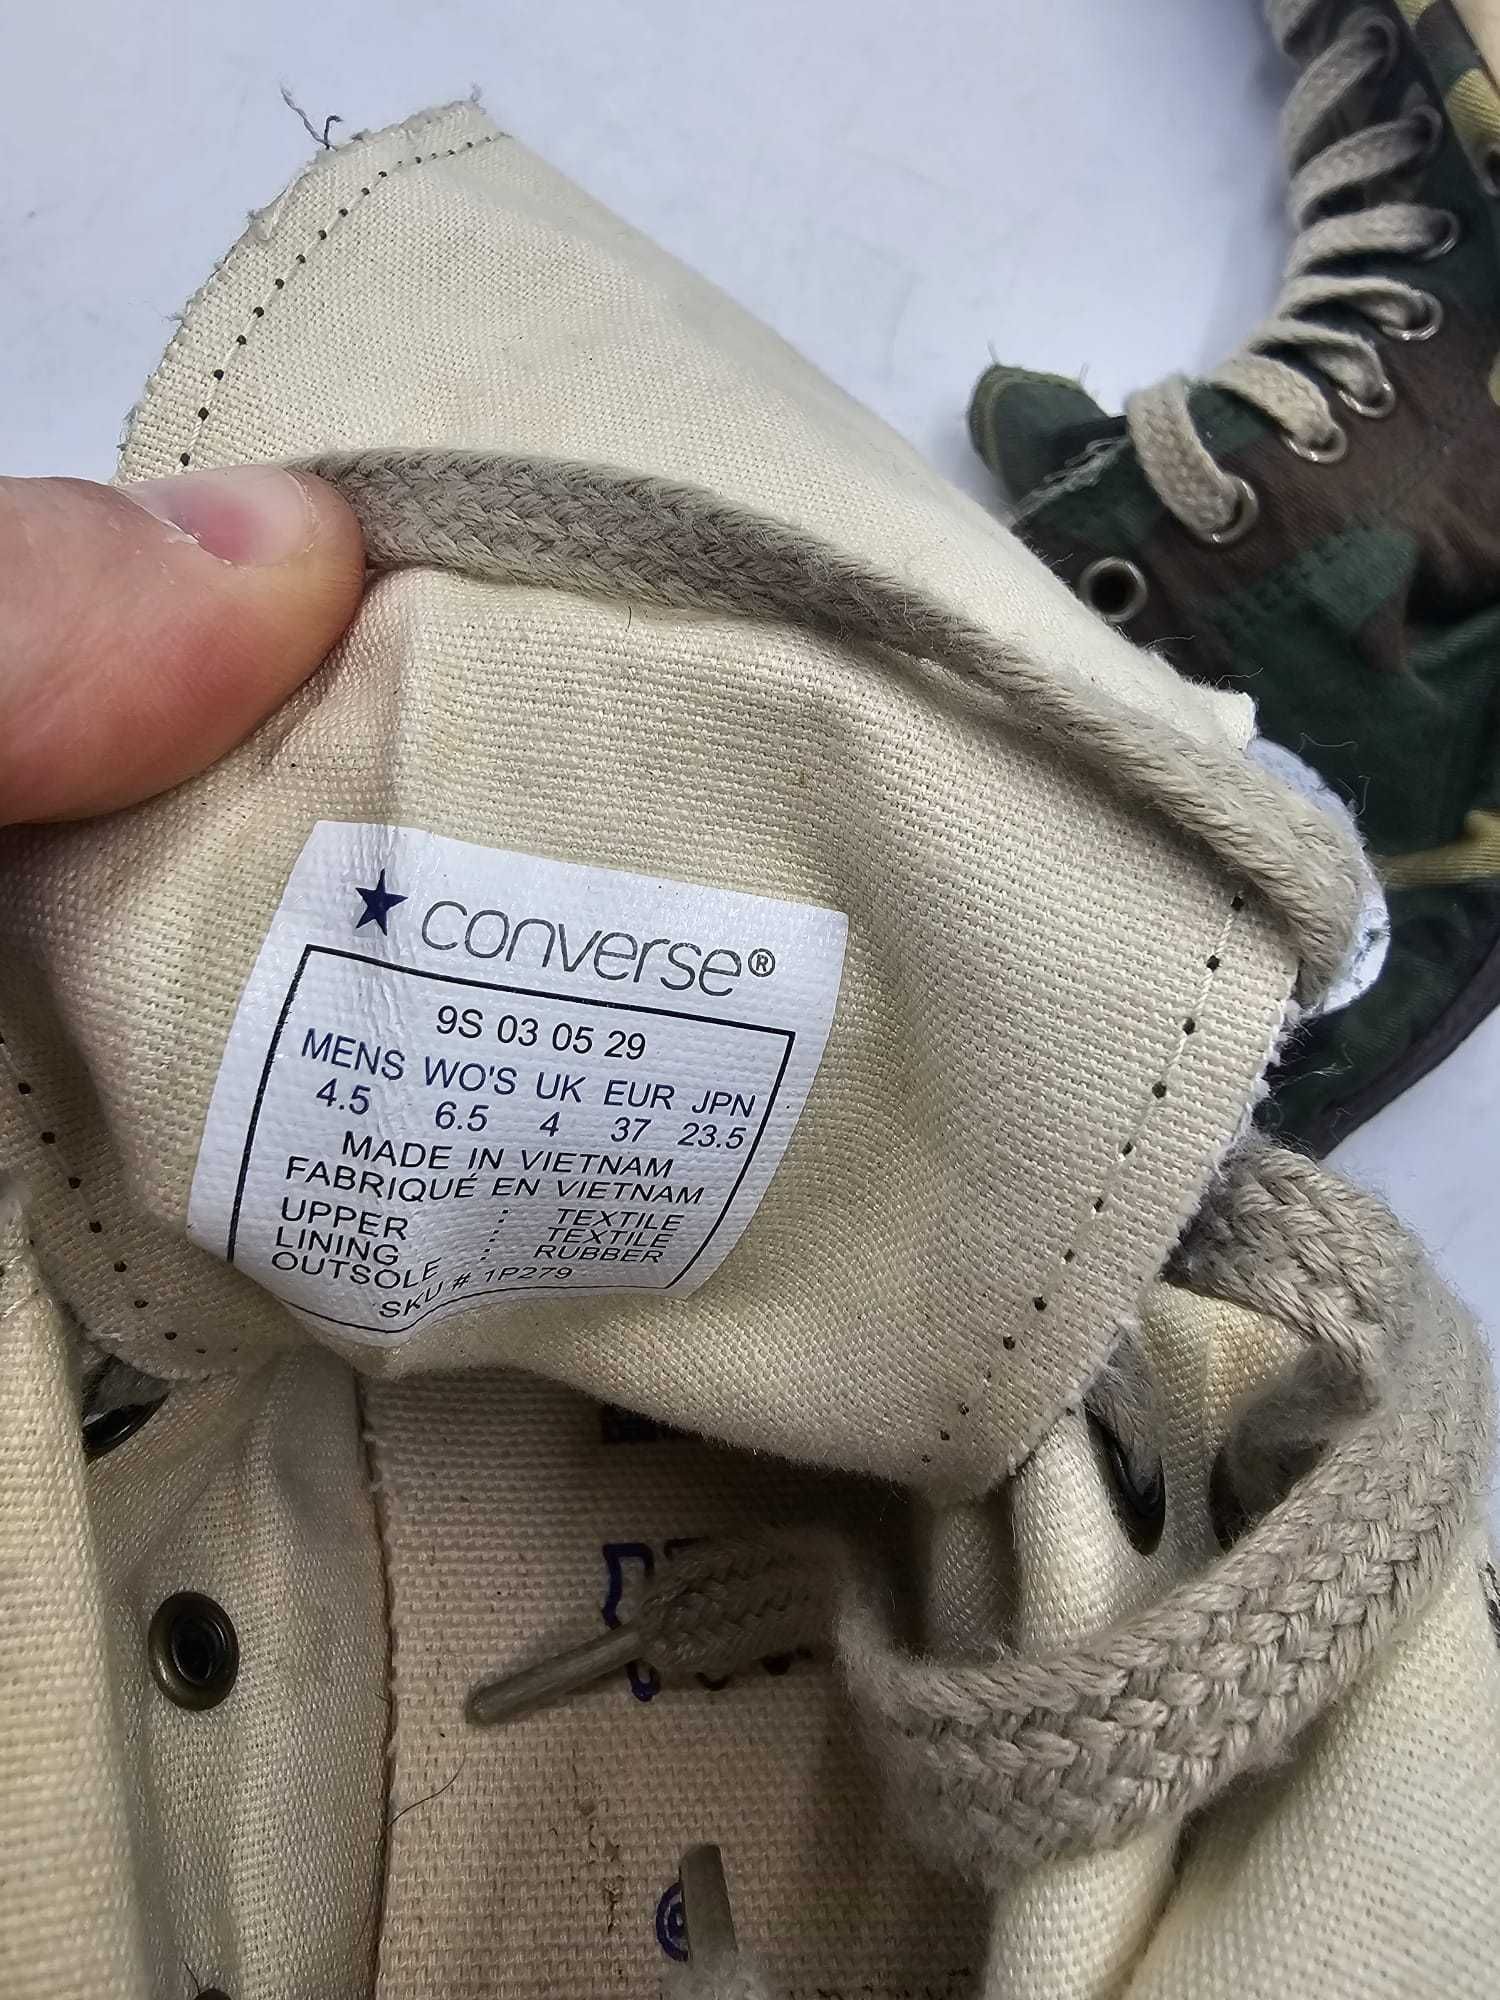 ★ converse®
9S 03 05 29
MENS WO'S UK EUR JPN
4.5 6.5 4 37 23.5
MADE IN VIETNAM
FABRIQUÉ EN VIETNAM
UPPER : TEXTILE
LINING : TEXTILE
OUTSOLE : RUBBER
SKU # 1P279